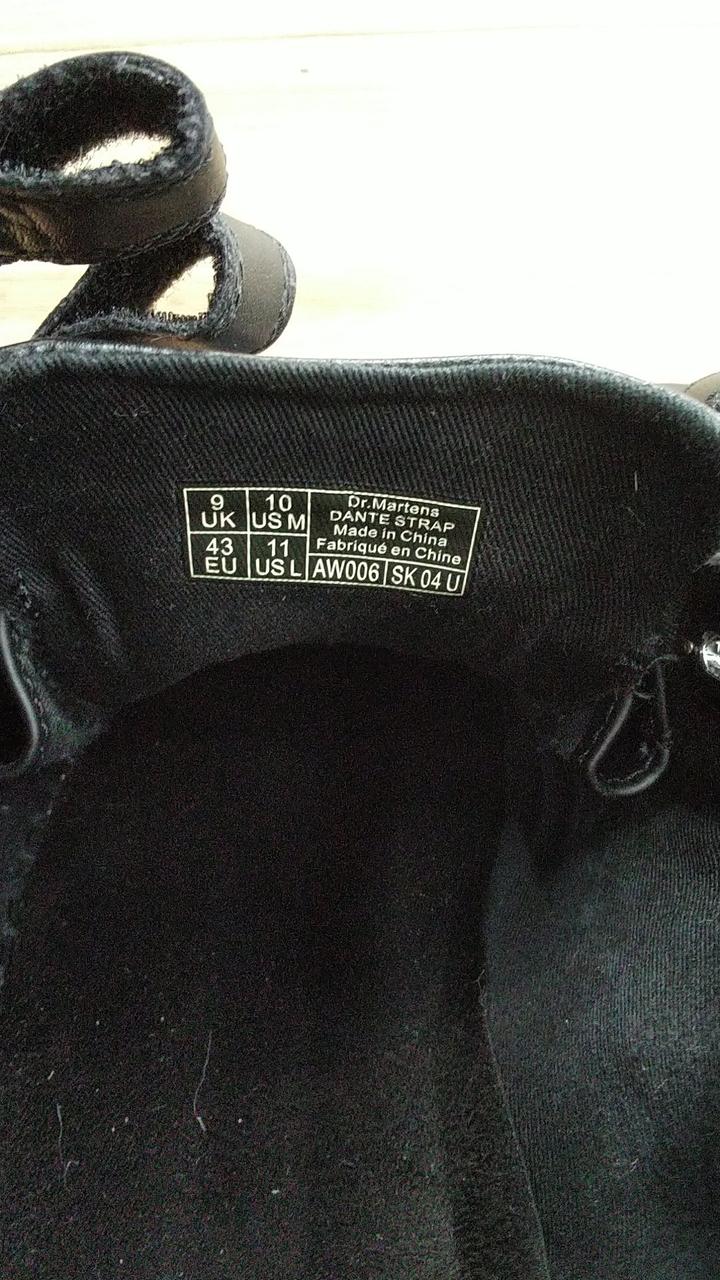 9
UK
10
US M
43
EU
11
US L
Dr.Martens
DANTE STRAP
Made in China
Fabriqué en Chine
AW006
SK 04 U